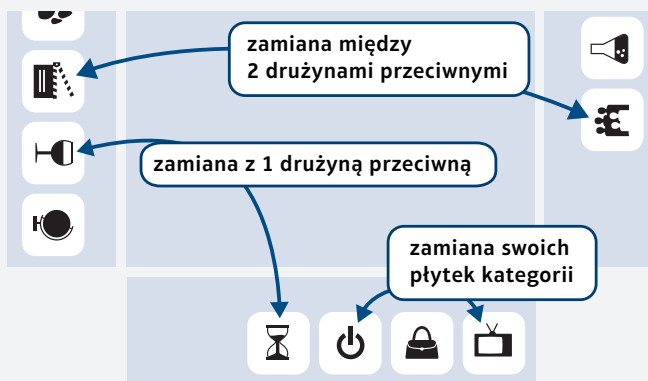 zamiana między
2 drużynami przeciwnymi
zamiana z 1 drużyną przeciwną
zamiana swoich
płytek kategorii